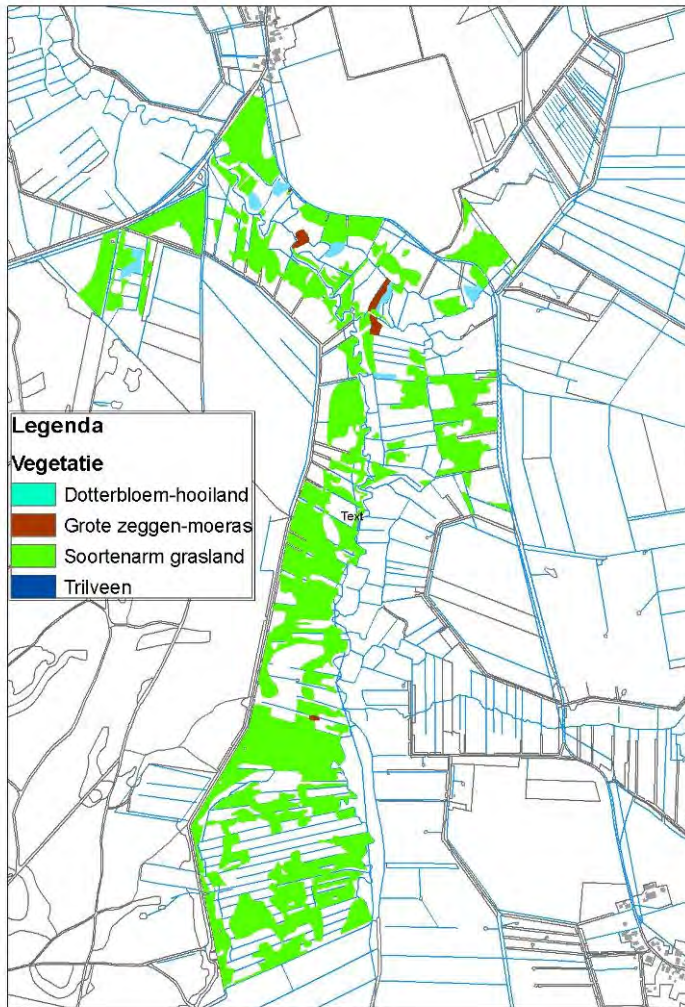 Legenda
Vegetatie
Dotterbloem-hooiland
Grote zeggen-moeras
Soortenarm grasland
Trilveen
Text